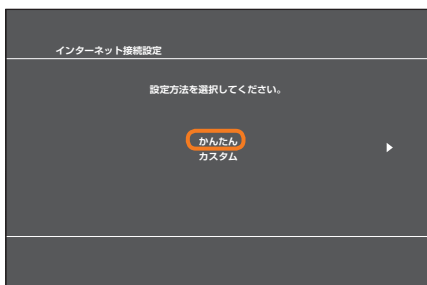 インターネット接続設定
設定方法を選択してください。
かんたん
カスタム